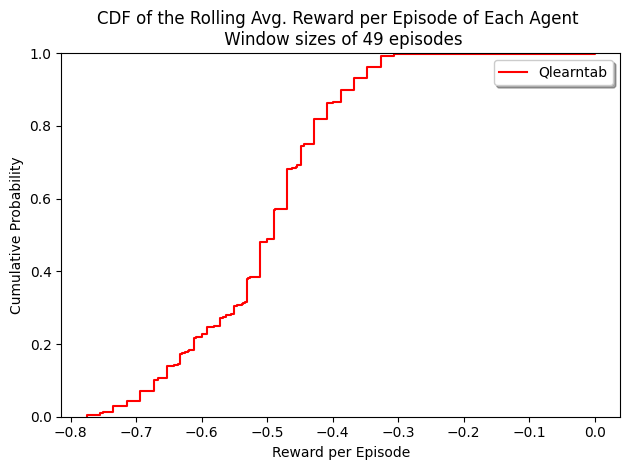 CDF of the Rolling Avg. Reward per Episode of Each Agent
Window sizes of 49 episodes
Qlearntab
1.0
0.8
0.6
0.4
0.2
0.0
Cumulative Probability
−0.8 −0.7 −0.6 −0.5 −0.4 −0.3 −0.2 −0.1 0.0
Reward per Episode